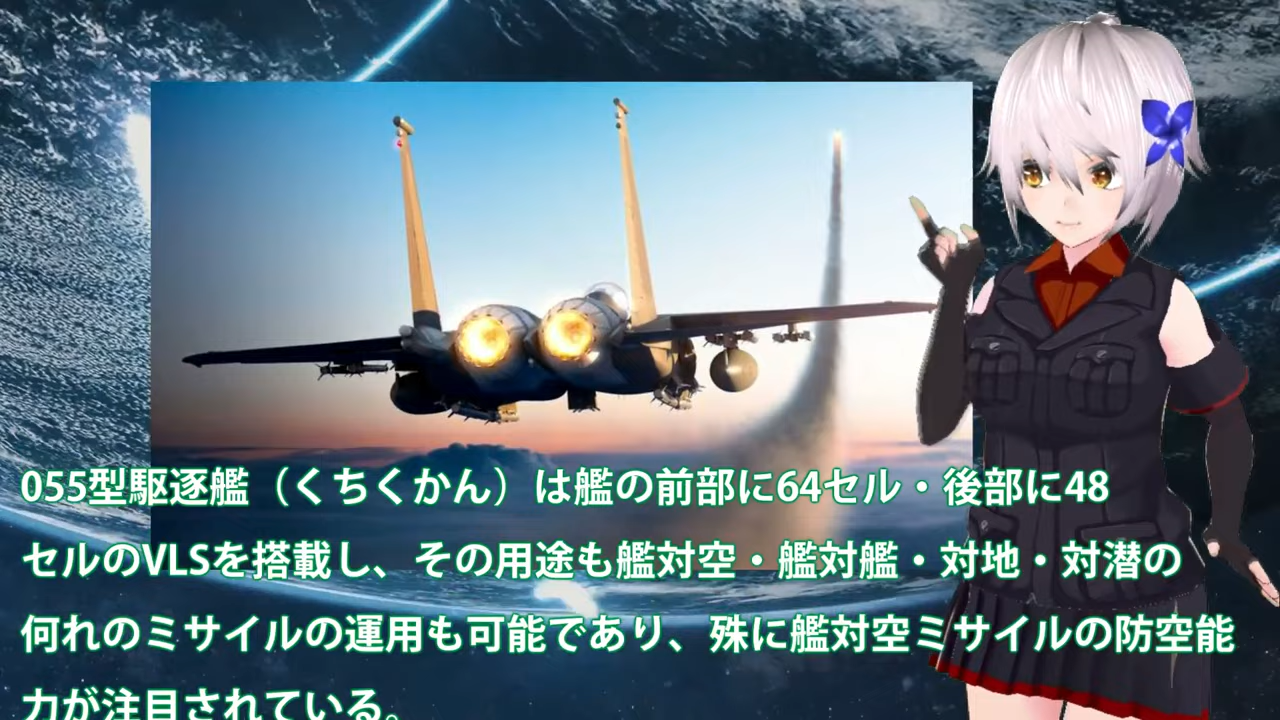 055型駆逐艦（くちくかん）は艦の前部に64セル・後部に48
セルのVLSを搭載し、その用途も艦対空・艦対艦・対地・対潜の
何れのミサイルの運用も可能であり、殊に艦対空ミサイルの防空能
力が注目されている。